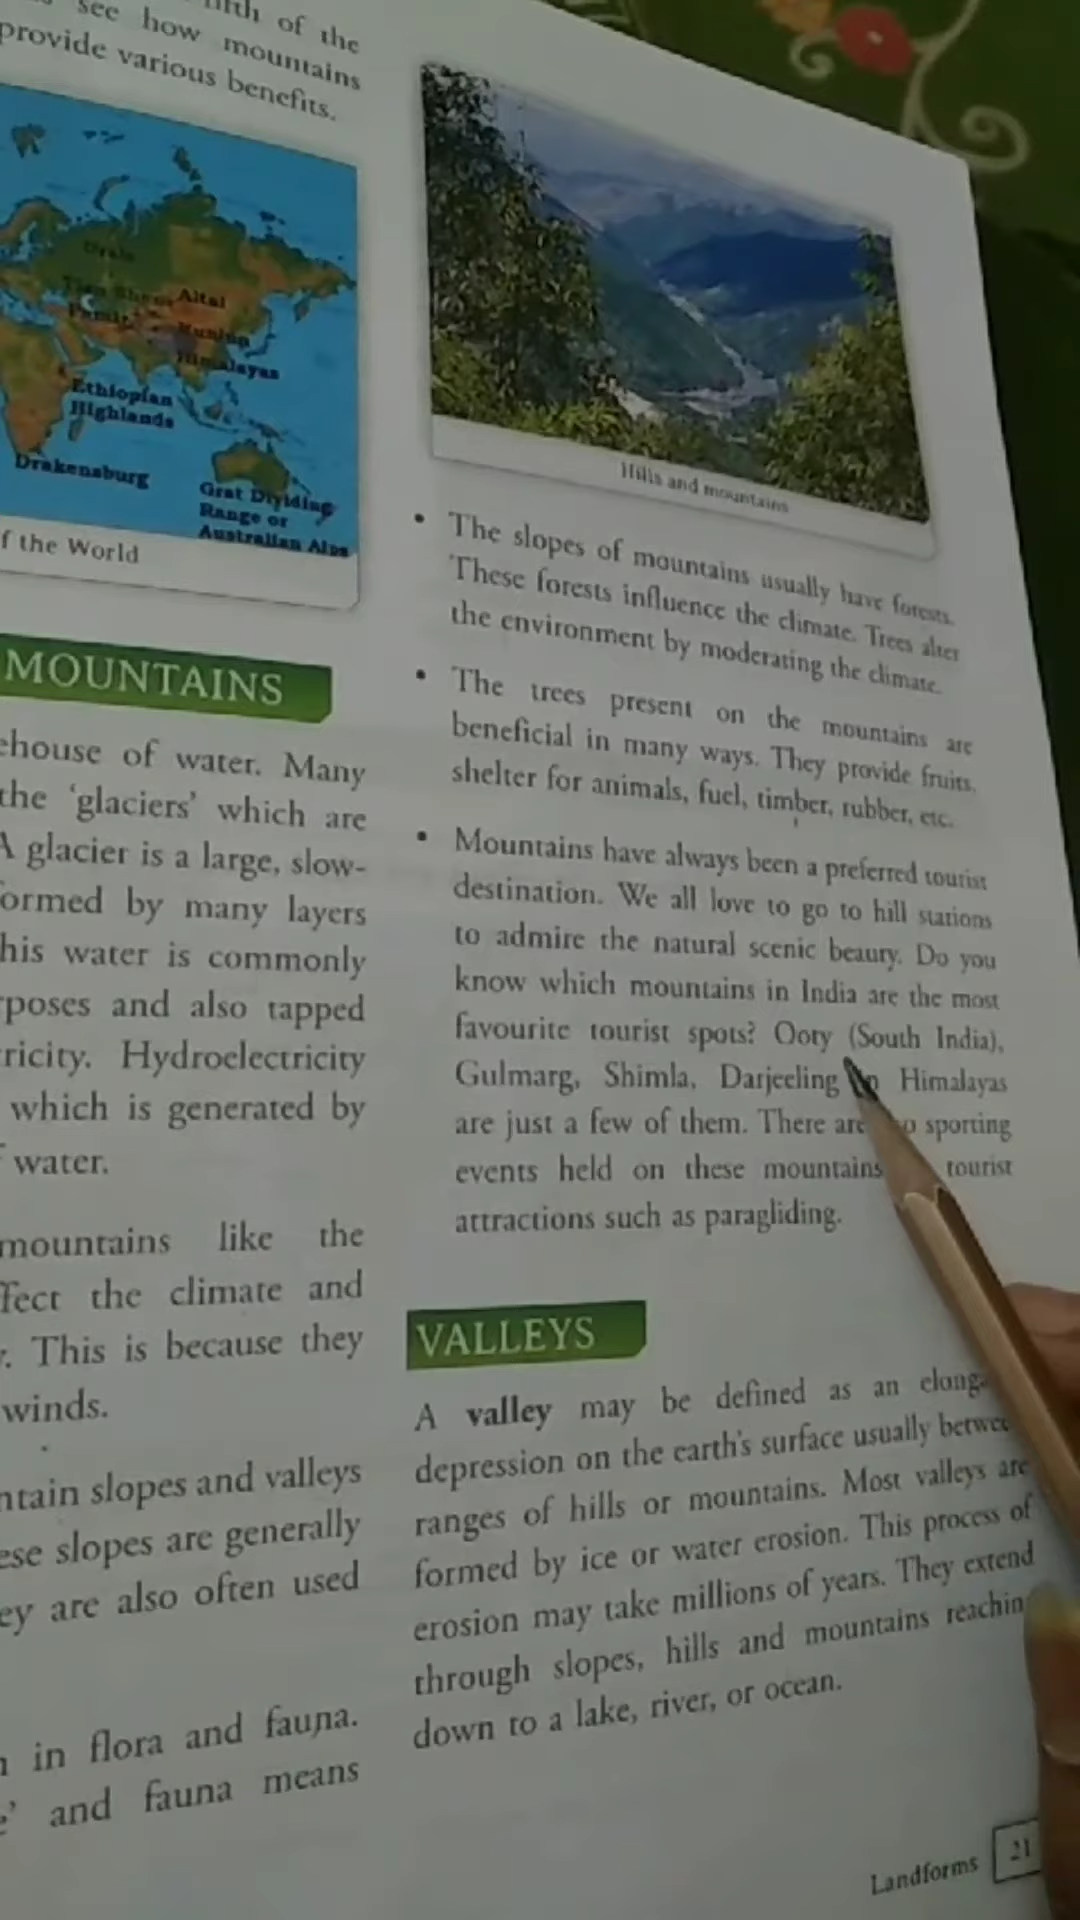 fifth of the
see how mountains
provide various benefits.
Urals
Tian Shan
Altai
Pamir
Kunlun
Himalayas
Ethiopian
Highlands
Drakensburg
Grat Dividing
Range or
Australian Alps
f the World
MOUNTAINS
ehouse of water. Many
the ‘glaciers’ which are
A glacier is a large, slow-
ormed by many layers
his water is commonly
rposes and also tapped
ricity. Hydroelectricity
which is generated by
water.
mountains like the
ffect the climate and
. This is because they
winds.
ntain slopes and valleys
ese slopes are generally
ey are also often used
in flora and fauna.
’ and fauna means
Hills and mountains
• The slopes of mountains usually have forests.
These forests influence the climate. Trees alter
the environment by moderating the climate.
• The trees present on the mountains are
beneficial in many ways. They provide fruits,
shelter for animals, fuel, timber, rubber, etc.
• Mountains have always been a preferred tourist
destination. We all love to go to hill stations
to admire the natural scenic beauty. Do you
know which mountains in India are the most
favourite tourist spots? Ooty (South India),
Gulmarg, Shimla, Darjeeling Himalayas
are just a few of them. There are sporting
events held on these mountains tourist
attractions such as paragliding.
VALLEYS
A valley may be defined as an elong
depression on the earth's surface usually betwee
ranges of hills or mountains. Most valleys are
formed by ice or water erosion. This process of
erosion may take millions of years. They extend
through slopes, hills and mountains reachin
down to a lake, river, or ocean.
Landforms 21